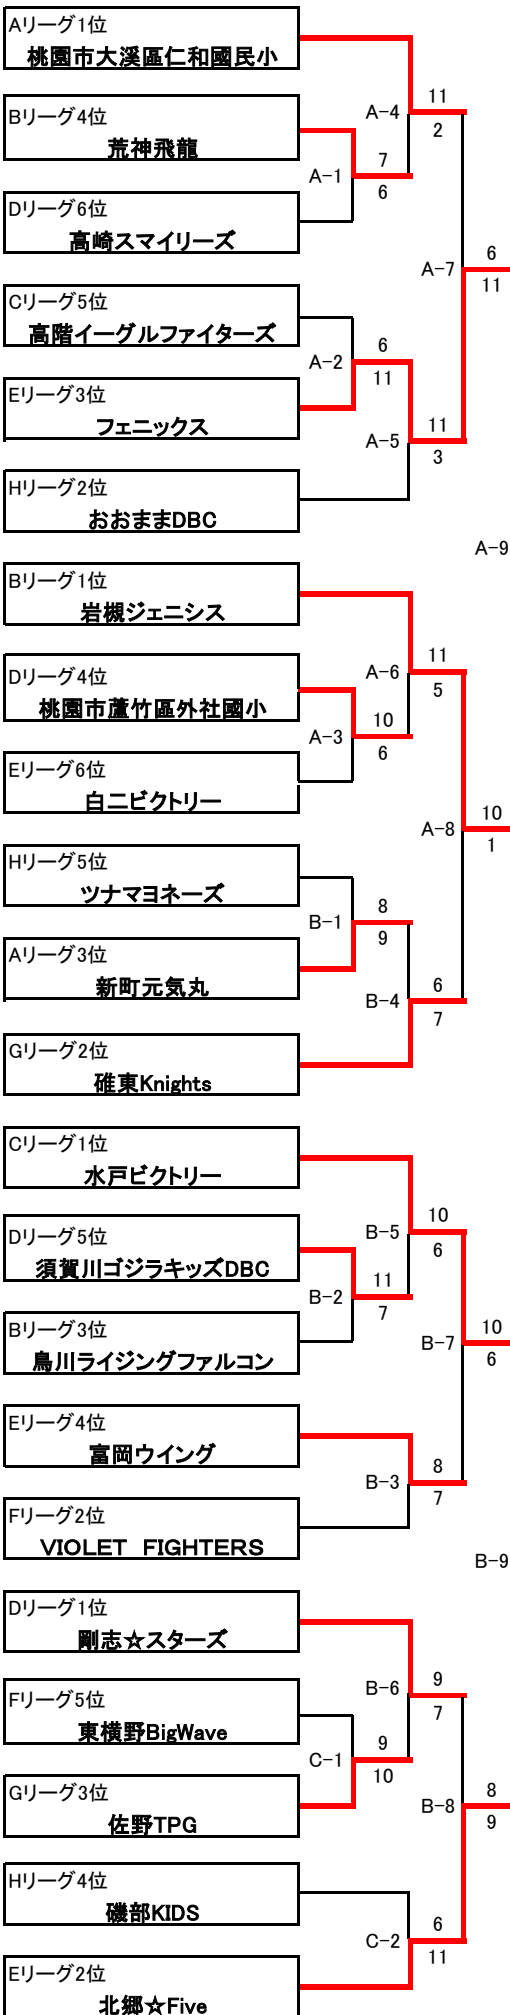 Aリーグ1位
桃園市大溪區仁和國民小
A-4
11
2
Bリーグ4位
荒神飛龍
A-1
7
6
Dリーグ6位
高崎スマイリーズ
A-7
6
11
Cリーグ5位
高階イーグルファイターズ
A-2
6
11
Eリーグ3位
フェニックス
A-5
11
3
Hリーグ2位
おおままDBC
A-9
Bリーグ1位
岩槻ジェニシス
A-6
11
5
Dリーグ4位
桃園市蘆竹區外社國小
A-3
10
6
Eリーグ6位
白二ビクトリー
A-8
10
1
Hリーグ5位
ツナマヨネーズ
B-1
8
9
Aリーグ3位
新町元気丸
B-4
6
7
Gリーグ2位
碓東Knights
Cリーグ1位
水戸ビクトリー
B-5
10
6
Dリーグ5位
須賀川ゴジラキッズDBC
B-2
11
7
Bリーグ3位
鳥川ライジングファルコン
B-7
10
6
Eリーグ4位
富岡ウイング
B-3
8
7
Fリーグ2位
VIOLET　FIGHTERS
B-9
Dリーグ1位
剛志☆スターズ
B-6
9
7
Fリーグ5位
東横野BigWave
C-1
9
10
Gリーグ3位
佐野TPG
B-8
8
9
Hリーグ4位
磯部KIDS
C-2
6
11
Eリーグ2位
北郷☆Five